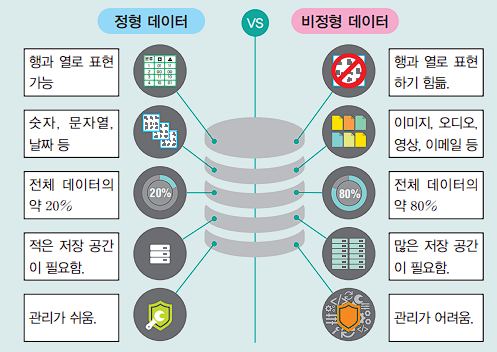 정형 데이터
VS
비정형 데이터
행과 열로 표현
가능
행과 열로 표현
하기 힘듦.
숫자, 문자열,
날짜 등
이미지, 오디오,
영상, 이메일 등
전체 데이터의
약 20%
20%
80%
전체 데이터의
약 80%
적은 저장 공간
이 필요함.
많은 저장 공간
이 필요함.
관리가 쉬움.
관리가 어려움.